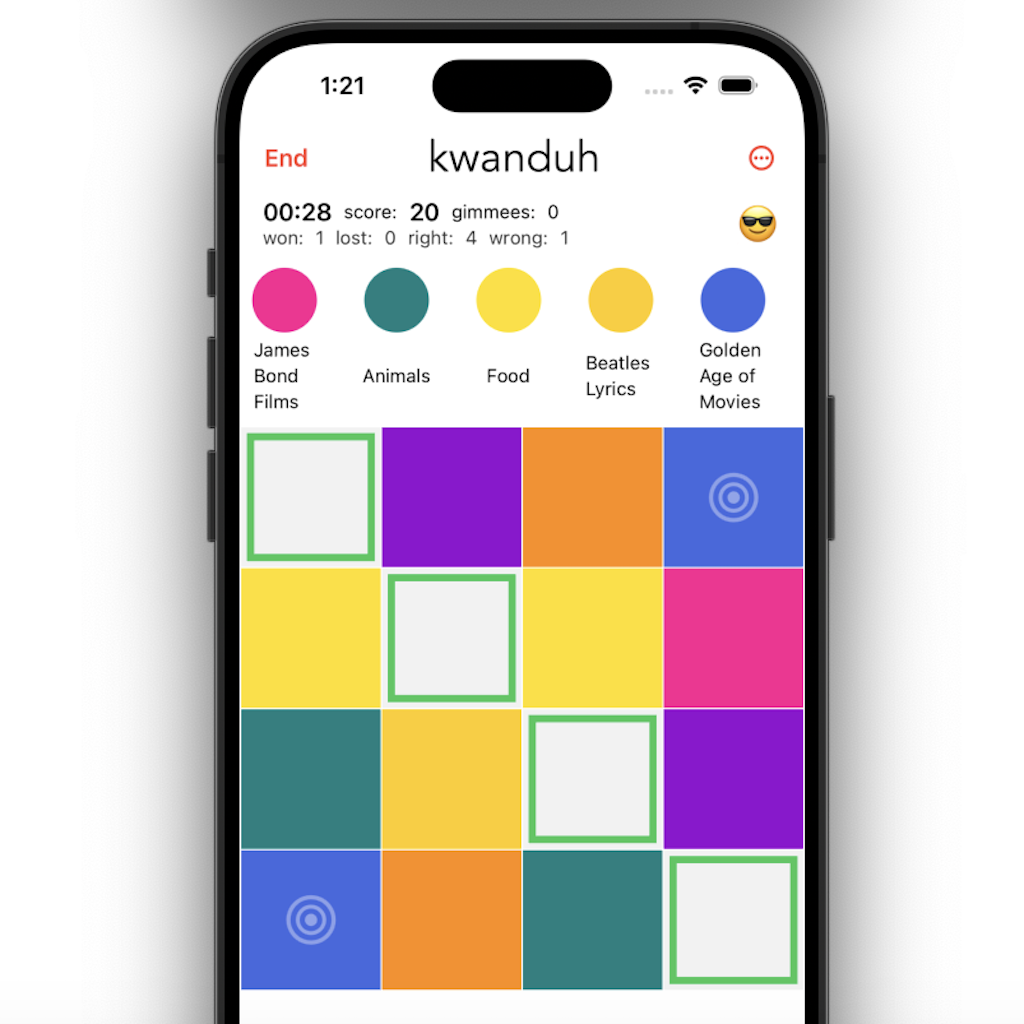 1:21
End kwanduh
00:28 score: 20 gimmees: 0
won: 1 lost: 0 right: 4 wrong: 1
James
Bond
Films
Animals
Food
Beatles
Lyrics
Golden
Age of
Movies